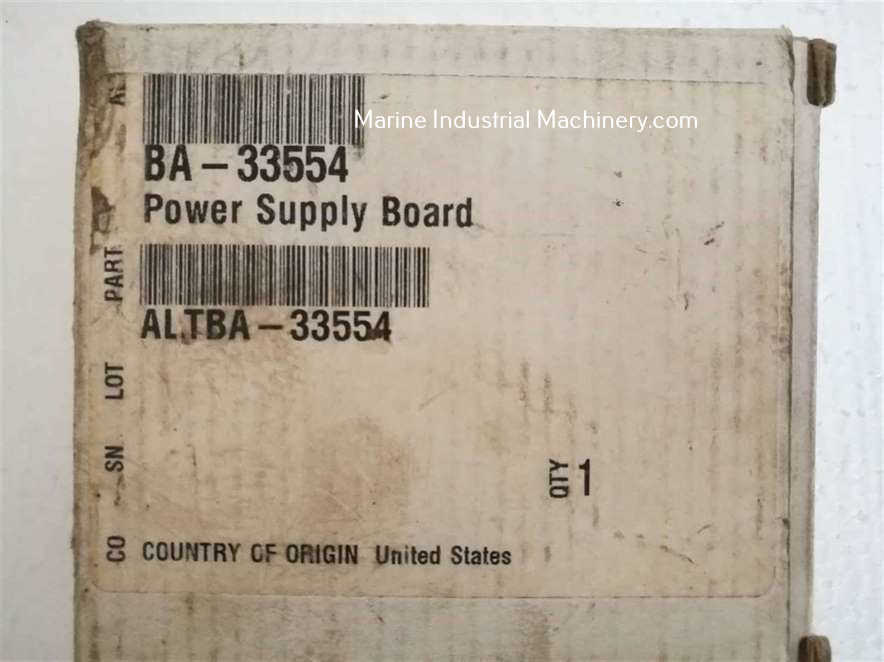 Marine Industrial Machinery.com
BA-33554
Power Supply Board
PART
ALTBA-33554
LOT
SN
QTY 1
CO COUNTRY OF ORIGIN United States